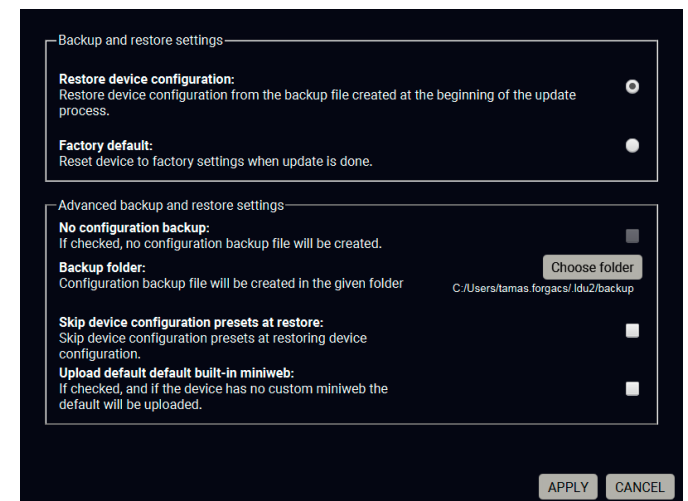 Backup and restore settings
Restore device configuration:
Restore device configuration from the backup file created at the beginning of the update
process.
Factory default:
Reset device to factory settings when update is done.
Advanced backup and restore settings
No configuration backup:
If checked, no configuration backup file will be created.
Backup folder:
Choose folder
Configuration backup file will be created in the given folder
C:/Users/tamas.forgacs/.ldu2/backup
Skip device configuration presets at restore:
Skip device configuration presets at restoring device
configuration.
Upload default default built-in miniweb:
If checked, and if the device has no custom miniweb the
default will be uploaded.
APPLY CANCEL